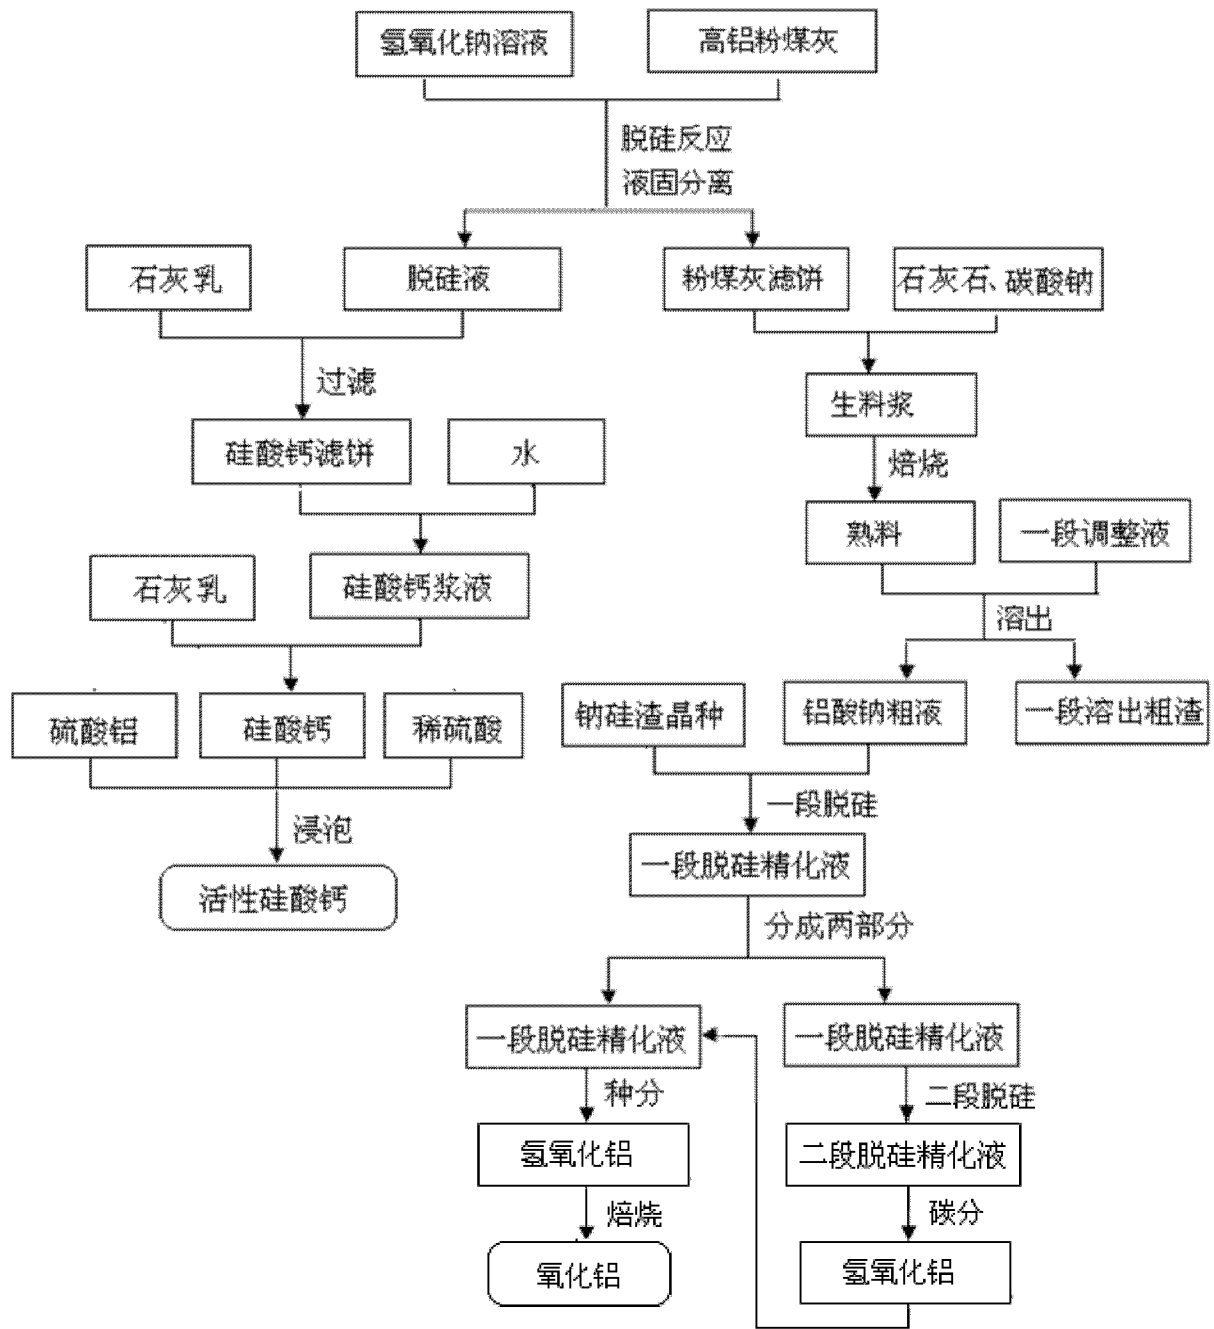 氢氧化钠溶液
高铝粉煤灰
脱硅反应
液固分离
石灰乳
脱硅液
粉煤灰滤饼
石灰石、碳酸钠
过滤
生料浆
硅酸钙滤饼
水
焙烧
熟料
一段调整液
石灰乳
硅酸钙浆液
溶出
硫酸铝
硅酸钙
稀硫酸
钠硅渣晶种
铝酸钠粗液
一段溶出粗渣
浸泡
一段脱硅
活性硅酸钙
一段脱硅精化液
分成两部分
一段脱硅精化液
一段脱硅精化液
种分
二段脱硅
氢氧化铝
二段脱硅精化液
焙烧
碳分
氧化铝
氢氧化铝